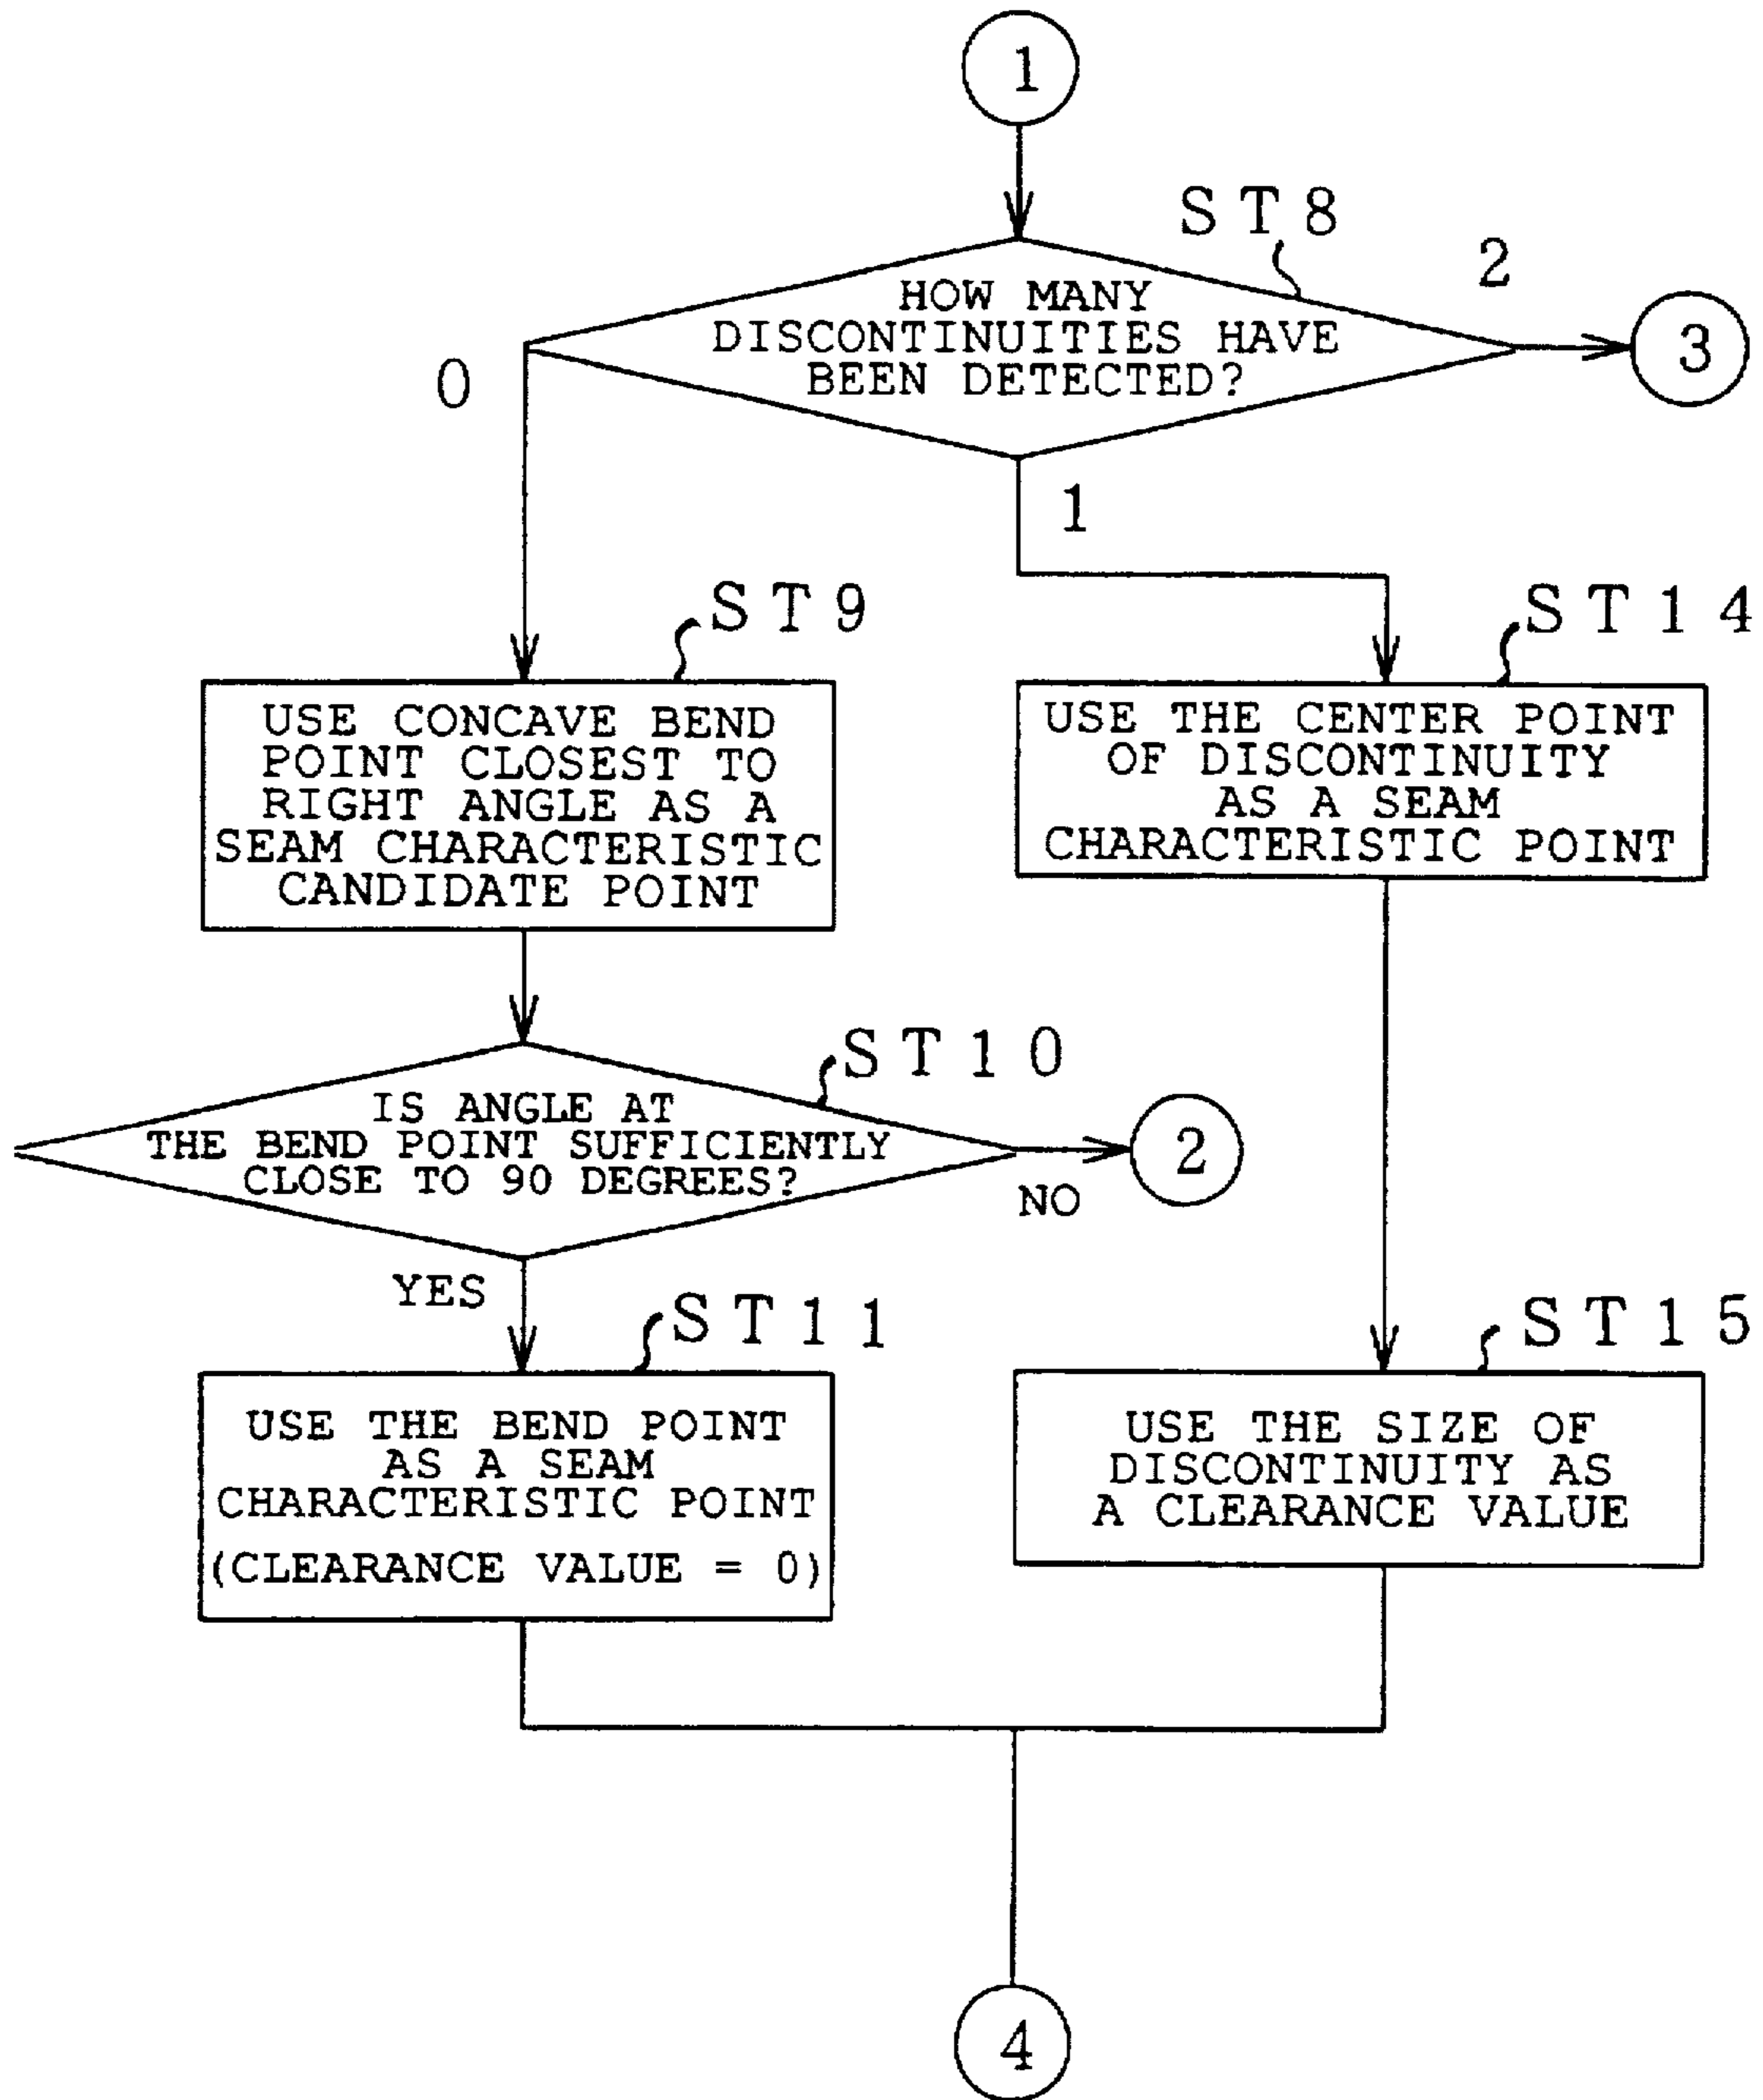 1
ST8
2
HOW MANY
DISCONTINUITIES HAVE
BEEN DETECTED?
3
0
1
ST9
ST14
USE CONCAVE BEND
POINT CLOSEST TO
RIGHT ANGLE AS A
SEAM CHARACTERISTIC
CANDIDATE POINT
USE THE CENTER POINT
OF DISCONTINUITY
AS A SEAM
CHARACTERISTIC POINT
ST10
IS ANGLE AT
THE BEND POINT SUFFICIENTLY
CLOSE TO 90 DEGREES?
2
NO
YES
ST11
ST15
USE THE BEND POINT
AS A SEAM
CHARACTERISTIC POINT
(CLEARANCE VALUE = 0)
USE THE SIZE OF
DISCONTINUITY AS
A CLEARANCE VALUE
4